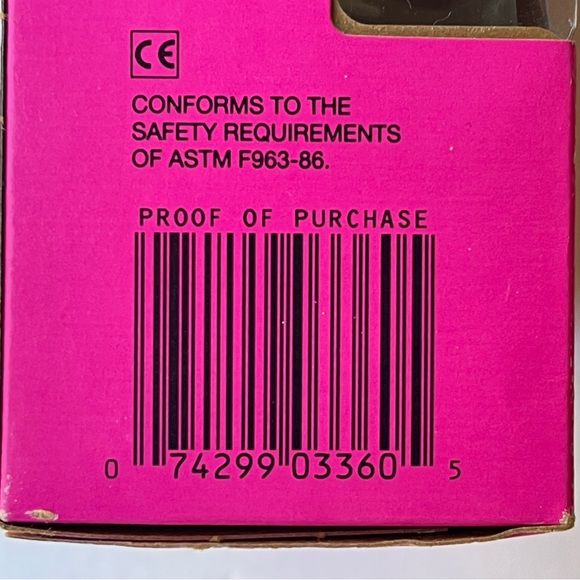 CE
CONFORMS TO THE
SAFETY REQUIREMENTS
OF ASTM F963-86.
PROOF OF PURCHASE
0 74299 03360 5